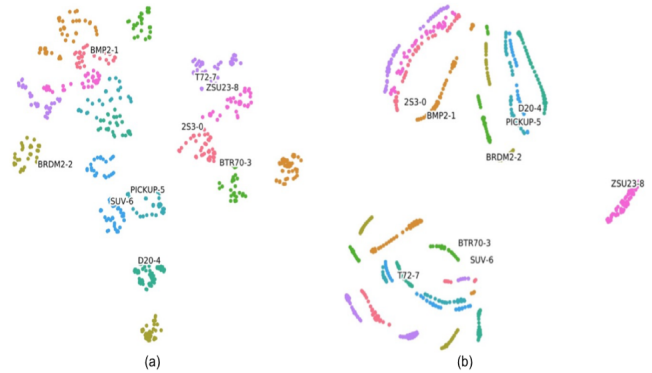 BMP2-1
T72-7
ZSU23-8
2S3-0
BTR70-3
BRDM2-2
PICKUP-5
SUV-6
D20-4
(a)
2S3-0
BMP2-1
D20-4
PICKUP-5
BRDM2-2
ZSU23-8
BTR70-3
SUV-6
T72-7
(b)